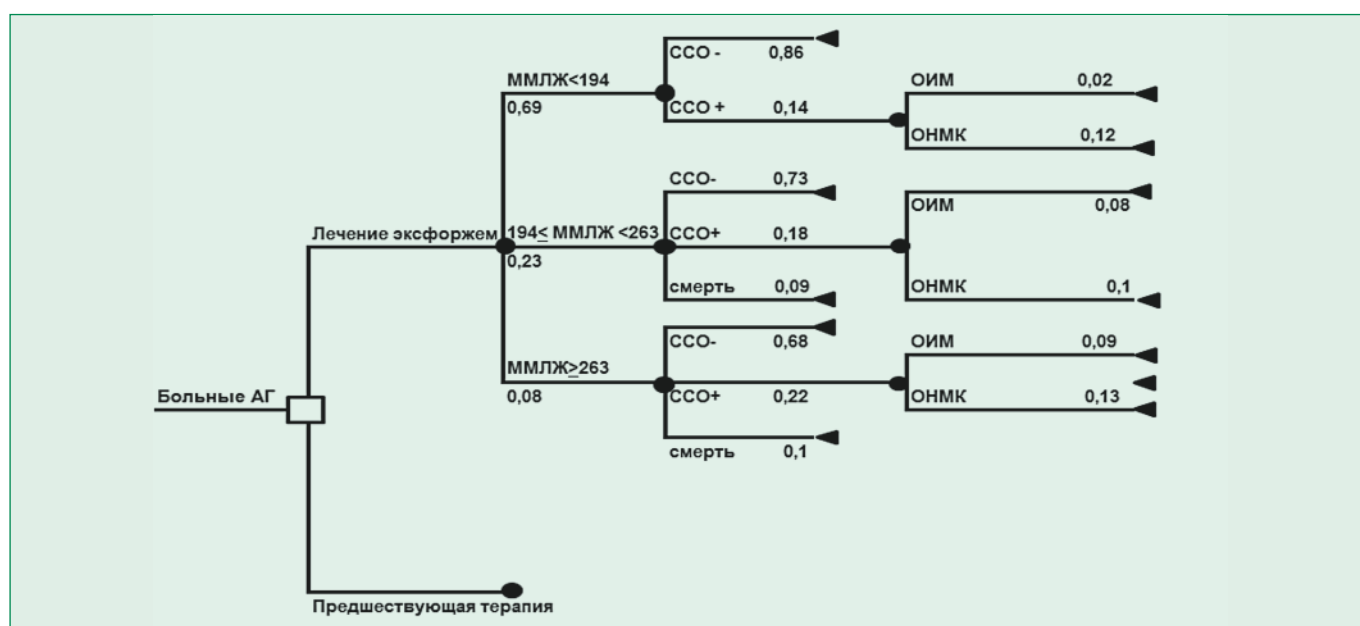 ССО - 0,86
ММЛЖ<194
0,69
ССО + 0,14
ОИМ 0,02
ОНМК 0,12
ССО- 0,73
ОИМ 0,08
Лечение эксфоржем
194≤ ММЛЖ <263
0,23
ССО+ 0,18
смерть 0,09
ОНМК 0,1
ССО- 0,68
ММЛЖ≥263
0,08
ССО+ 0,22
ОИМ 0,09
ОНМК 0,13
смерть 0,1
Больные АГ
Предшествующая терапия